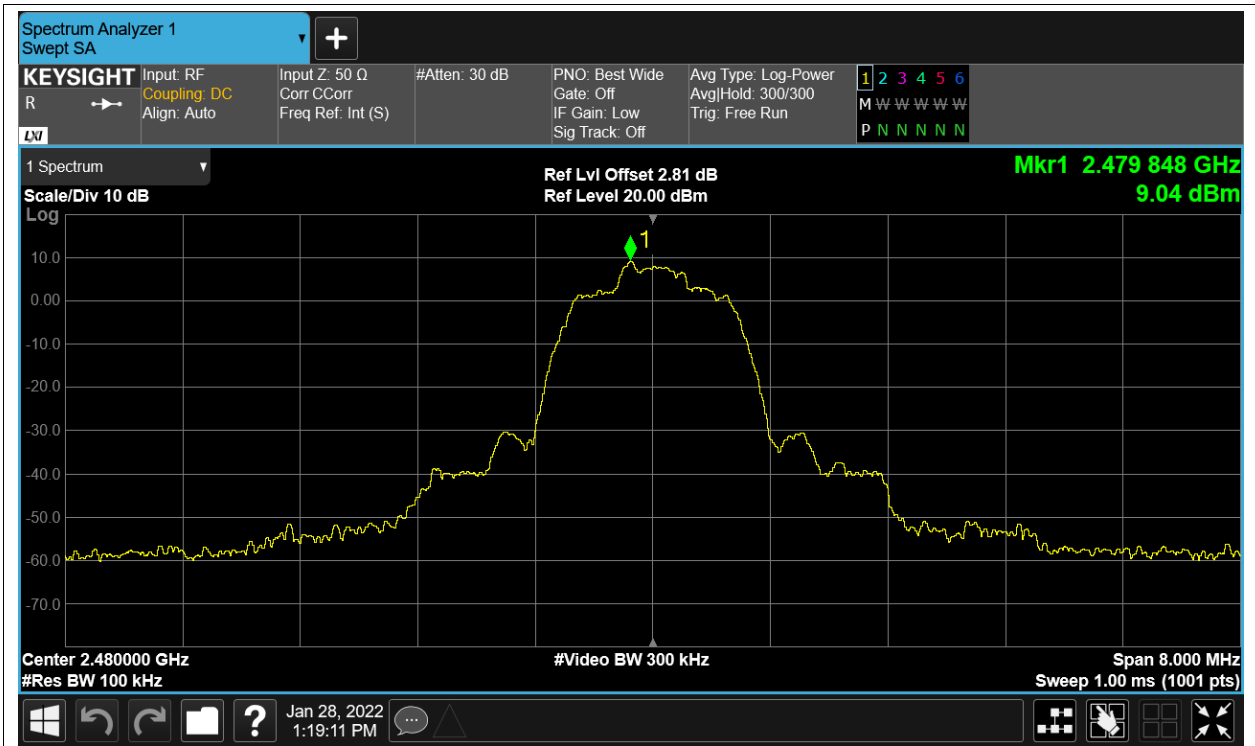 Spectrum Analyzer 1
Swept SA
KEYSIGHT
R
LXI
Input: RF
Coupling: DC
Align: Auto
Input Z: 50 Ω
Corr CCorr
Freq Ref: Int (S)
#Atten: 30 dB
PNO: Best Wide
Gate: Off
IF Gain: Low
Sig Track: Off
Avg Type: Log-Power
Avg|Hold: 300/300
Trig: Free Run
1 2 3 4 5 6
M W W W W W
P N N N N N
1 Spectrum
Scale/Div 10 dB
Log
Ref Lvl Offset 2.81 dB
Ref Level 20.00 dBm
Mkr1 2.479 848 GHz
9.04 dBm
1
10.0
0.00
-10.0
-20.0
-30.0
-40.0
-50.0
-60.0
-70.0
Center 2.480000 GHz
#Res BW 100 kHz
#Video BW 300 kHz
Span 8.000 MHz
Sweep 1.00 ms (1001 pts)
?
Jan 28, 2022
1:19:11 PM